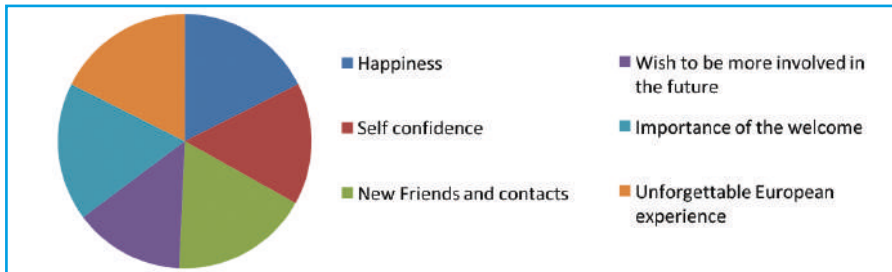 Happiness
Self confidence
New Friends and contacts
Wish to be more involved in
the future
Importance of the welcome
Unforgettable European
experience